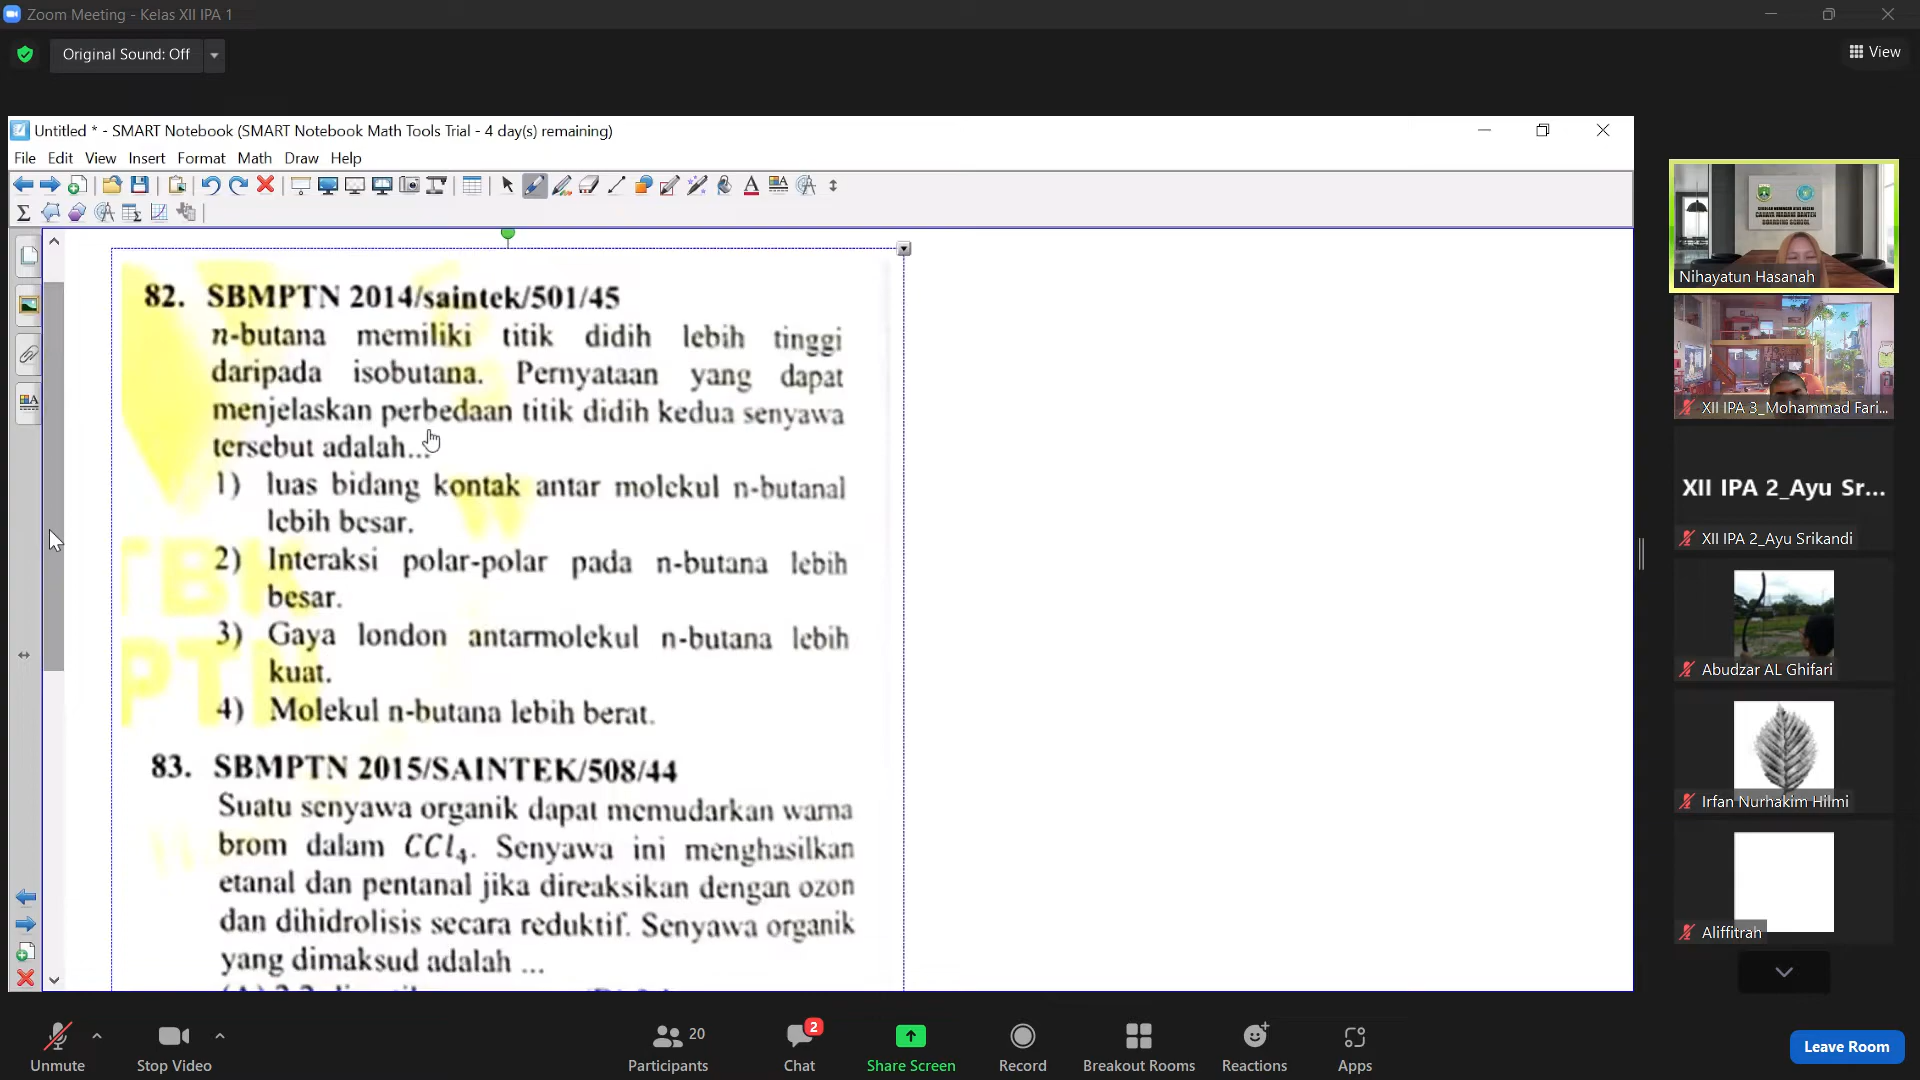 Zoom Meeting - Kelas XII IPA 1
Original Sound: Off
View
Untitled * - SMART Notebook (SMART Notebook Math Tools Trial - 4 day(s) remaining)
File Edit View Insert Format Math Draw Help
82. SBMPTN 2014/saintek/501/45
n-butana memiliki titik didih lebih tinggi
daripada isobutana. Pernyataan yang dapat
menjelaskan perbedaan titik didih kedua senyawa
tersebut adalah...
1) luas bidang kontak antar molekul n-butanal
lebih besar.
2) Interaksi polar-polar pada n-butana lebih
besar.
3) Gaya london antarmolekul n-butana lebih
kuat.
4) Molekul n-butana lebih berat.
83. SBMPTN 2015/SAINTEK/508/44
Suatu senyawa organik dapat memudarkan warna
brom dalam CCl₄. Senyawa ini menghasilkan
etanal dan pentanal jika direaksikan dengan ozon
dan dihidrolisis secara reduktif. Senyawa organik
yang dimaksud adalah ...
TBK
PTN
CAHAYA MADANI BANTEN
BOARDING SCHOOL
Nihayatun Hasanah
XII IPA 3_Mohammad Fari...
XII IPA 2_Ayu Sr...
XII IPA 2_Ayu Srikandi
Abudzar AL Ghifari
Irfan Nurhakim Hilmi
Aliffitrah
Unmute
Stop Video
20
Participants
2
Chat
Share Screen
Record
Breakout Rooms
Reactions
Apps
Leave Room